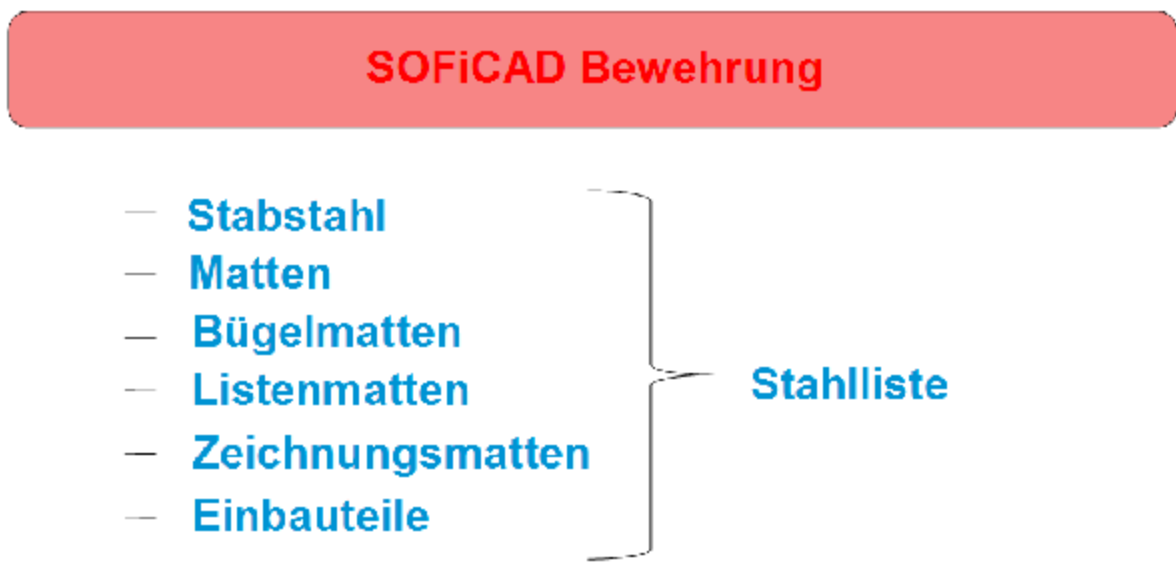 SOFiCAD Bewehrung
Stabstahl
Matten
Bügelmatten
Listenmatten
Zeichnungsmatten
Einbauteile
Stahlliste